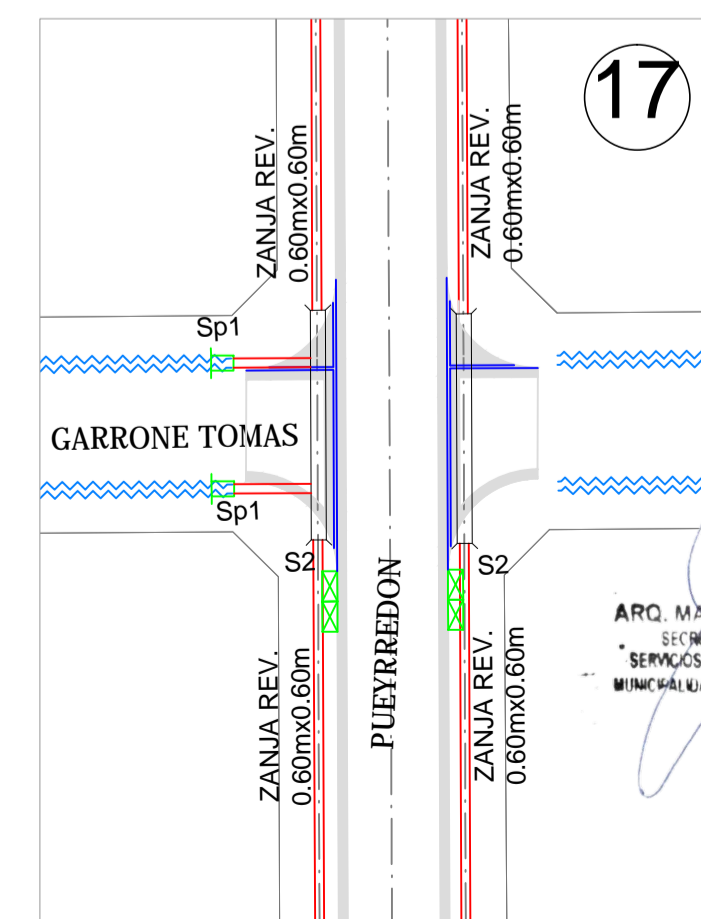 17
ZANJA REV.
0.60mx0.60m
ZANJA REV.
0.60mx0.60m
Sp1
GARRONE TOMAS
Sp1
S2
S2
PUEYRREDON
ARQ. MA
SECR
SERVICIOS
MUNICIPALIDA
ZANJA REV.
0.60mx0.60m
ZANJA REV.
0.60mx0.60m